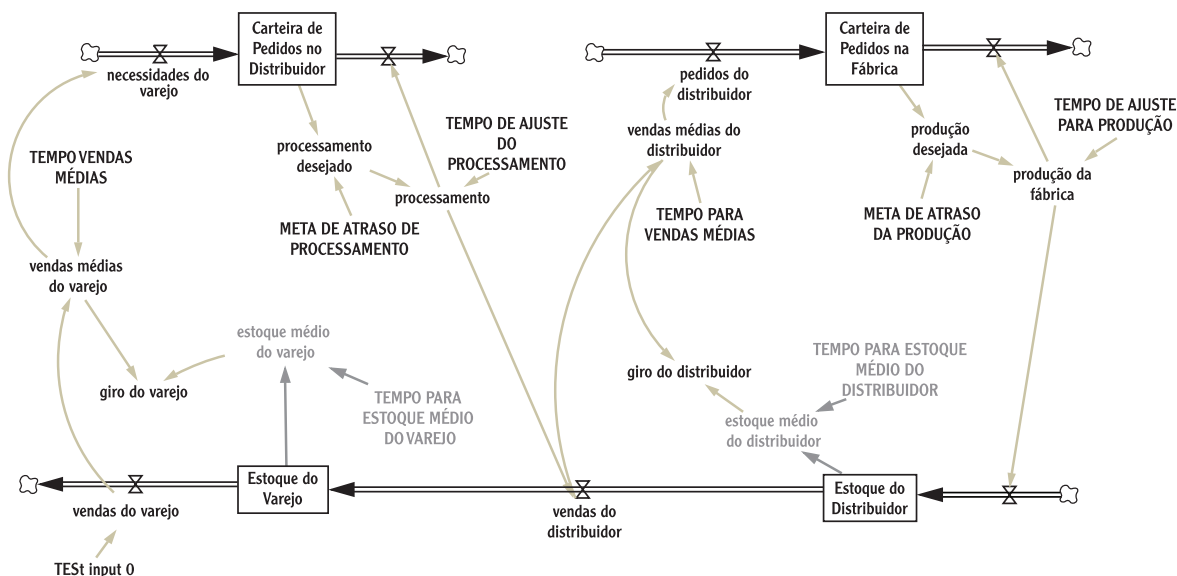 Carteira de
Pedidos no
Distribuidor
necessidades do
varejo
Carteira de
Pedidos na
Fábrica
pedidos do
distribuidor
TEMPO VENDAS
MÉDIAS
processamento
desejado
TEMPO DE AJUSTE
DO
PROCESSAMENTO
processamento
META DE ATRASO DE
PROCESSAMENTO
vendas médias do
distribuidor
TEMPO PARA
VENDAS MÉDIAS
produção
desejada
TEMPO DE AJUSTE
PARA PRODUÇÃO
produção da
fábrica
META DE ATRASO
DA PRODUÇÃO
vendas médias
do varejo
estoque médio
do varejo
giro do varejo
TEMPO PARA
ESTOQUE MÉDIO
DO VAREJO
giro do distribuidor
TEMPO PARA ESTOQUE
MÉDIO DO
DISTRIBUIDOR
estoque médio
do distribuidor
Estoque do
Varejo
vendas do varejo
TESt input 0
vendas do
distribuidor
Estoque do
Distribuidor